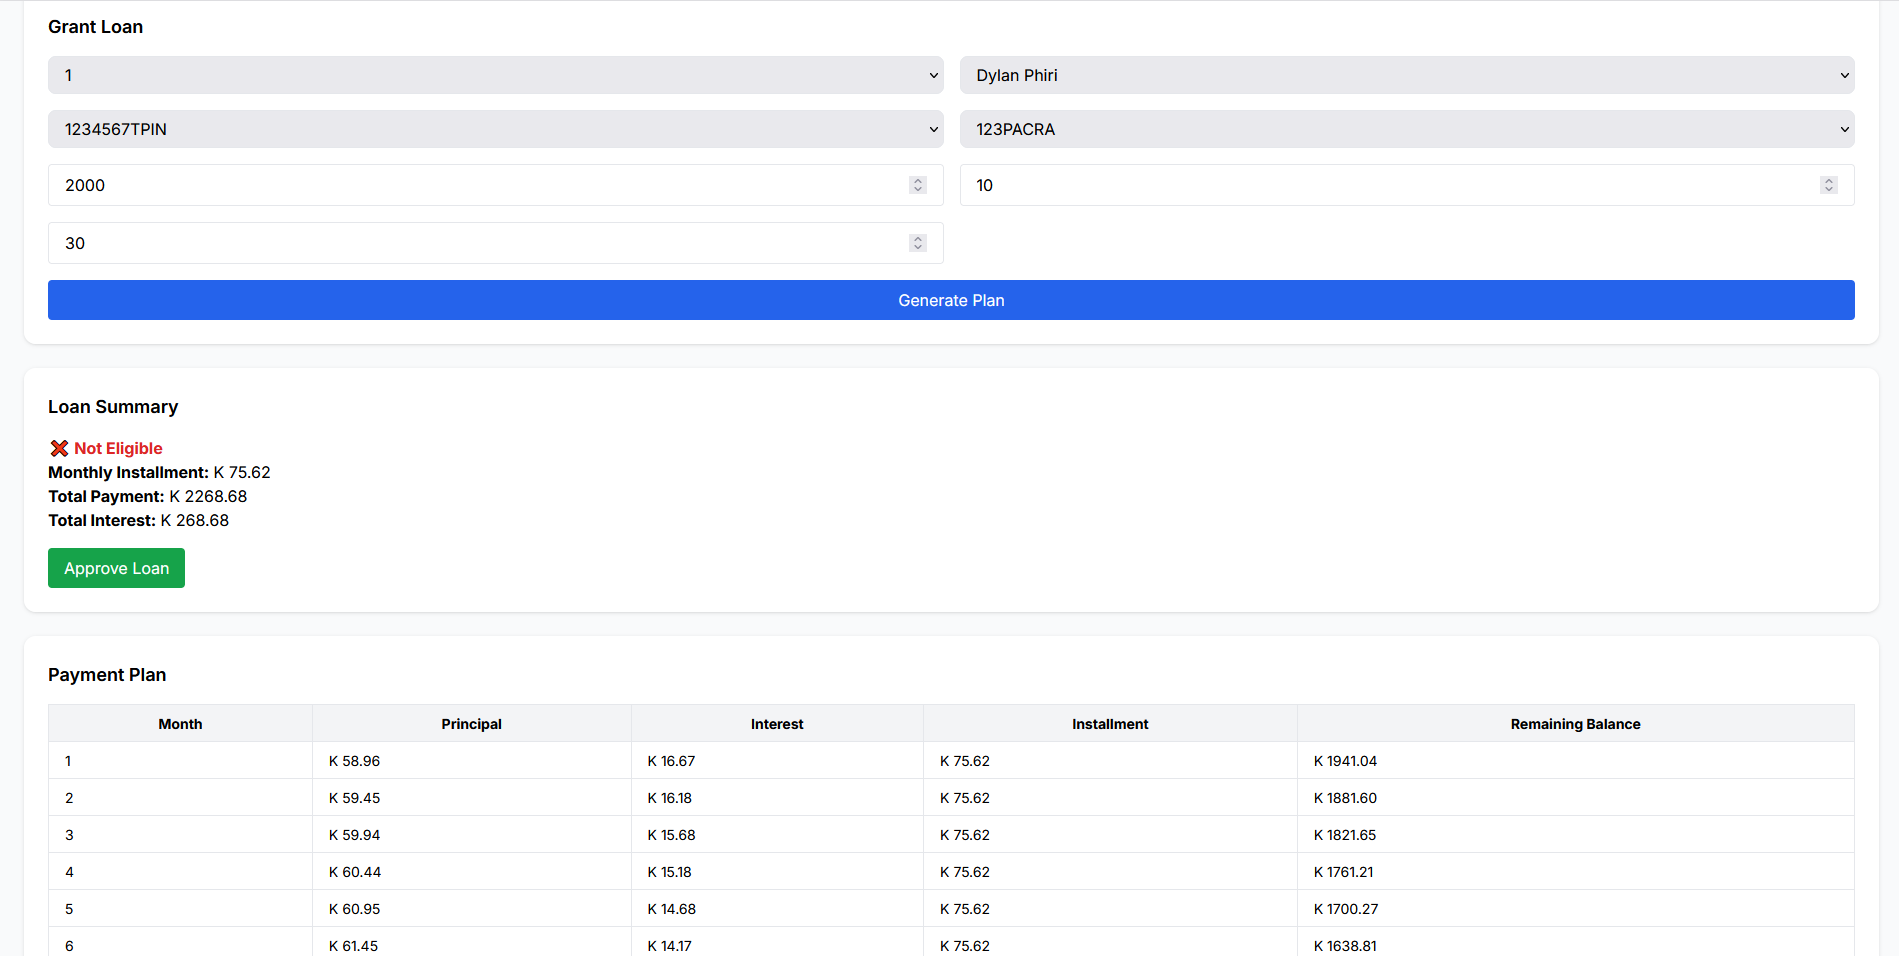 Grant Loan
1
Dylan Phiri
1234567TPIN
123PACRA
2000
10
30
Generate Plan
Loan Summary
❌ Not Eligible
Monthly Installment: K 75.62
Total Payment: K 2268.68
Total Interest: K 268.68
Approve Loan
Payment Plan
Month Principal Interest Installment Remaining Balance
1 K 58.96 K 16.67 K 75.62 K 1941.04
2 K 59.45 K 16.18 K 75.62 K 1881.60
3 K 59.94 K 15.68 K 75.62 K 1821.65
4 K 60.44 K 15.18 K 75.62 K 1761.21
5 K 60.95 K 14.68 K 75.62 K 1700.27
6 K 61.45 K 14.17 K 75.62 K 1638.81